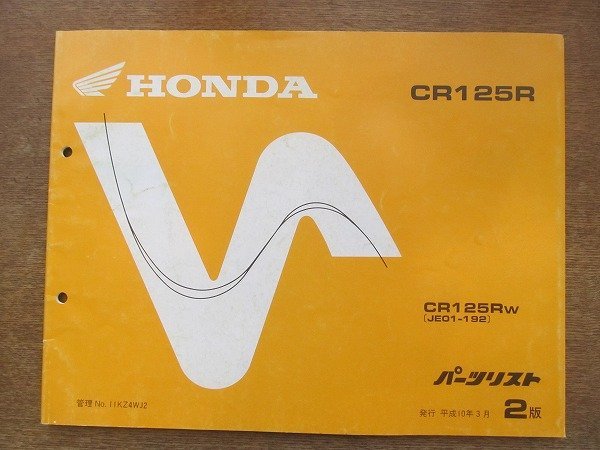 HONDA
CR125R
CR125RW
[JE01-192]
パーツリスト
管理 No. 11KZ4WJ2
発行 平成10年3月 2版